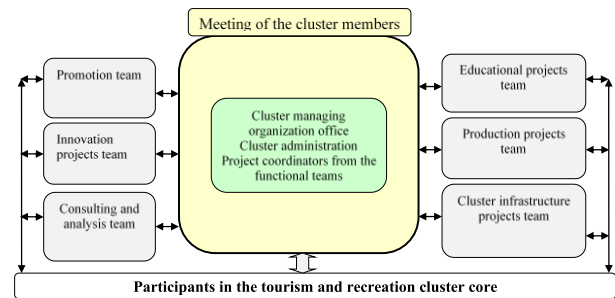 Meeting of the cluster members
Promotion team
Innovation
projects team
Consulting and
analysis team
Cluster managing
organization office
Cluster administration
Project coordinators from the
functional teams
Educational projects
team
Production projects
team
Cluster infrastructure
projects team
Participants in the tourism and recreation cluster core